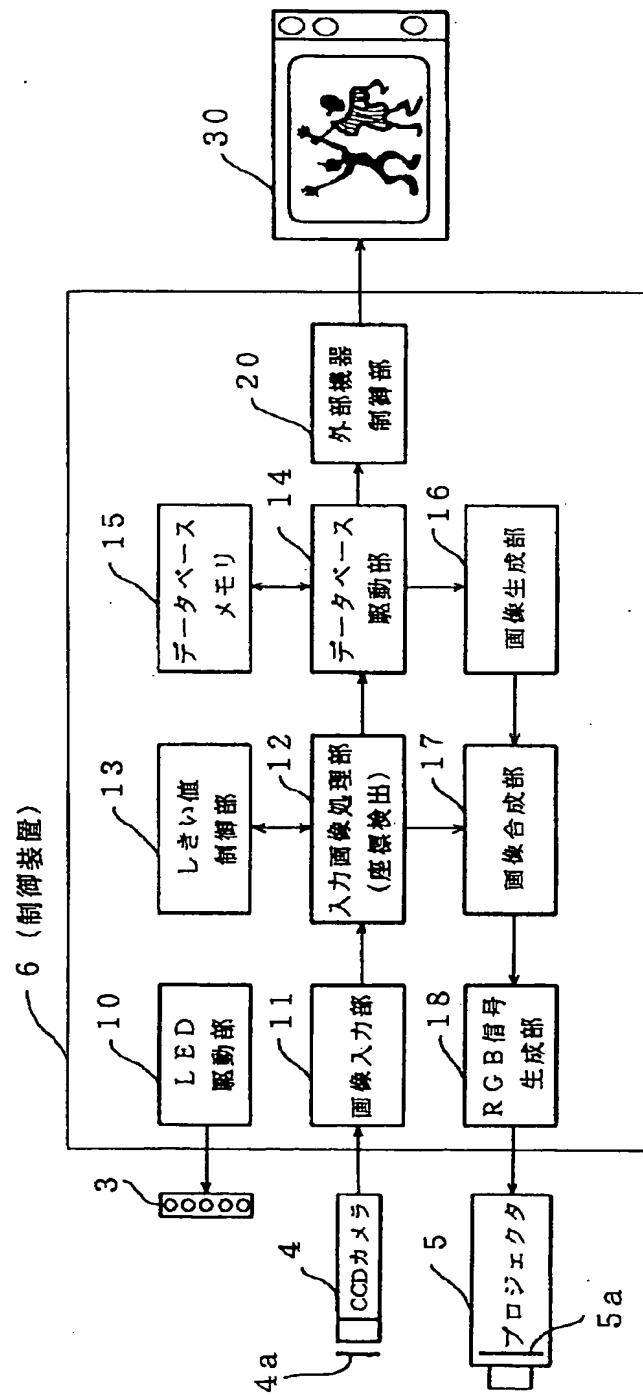 6 (制御装置)
3
10
LED
駆動部
13
しきい値
制御部
15
データベース
メモリ
4a
4
CCDカメラ
11
画像入力部
12
入力画像処理部
(座標検出)
14
データベース
駆動部
20
外部機器
制御部
30
5
プロジェクタ
5a
18
RGB信号
生成部
17
画像合成部
16
画像生成部